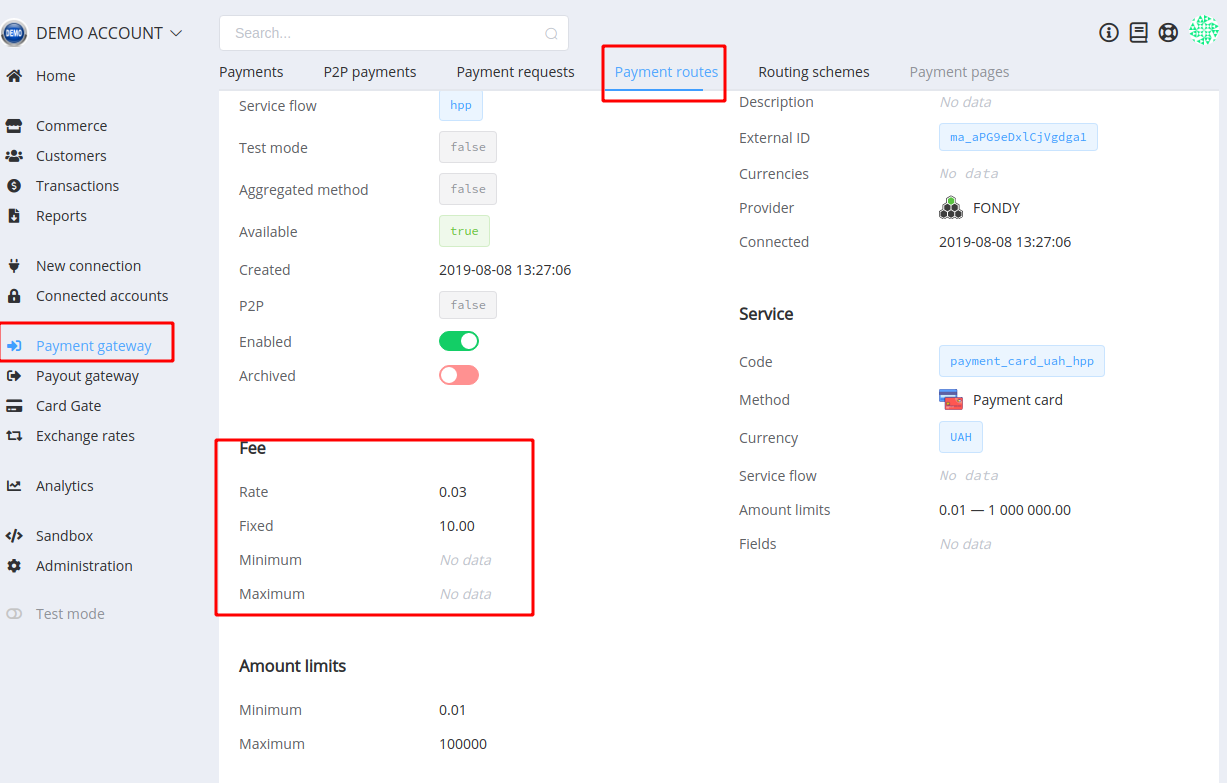 DEMO
DEMO ACCOUNT
Search...
Home
Commerce
Customers
Transactions
Reports
New connection
Connected accounts
Payment gateway
Payout gateway
Card Gate
Exchange rates
Analytics
Sandbox
Administration
Test mode
Payments P2P payments Payment requests Payment routes Routing schemes Payment pages
Service flow hpp
Test mode false
Aggregated method false
Available true
Created 2019-08-08 13:27:06
P2P false
Enabled
Archived
Fee
Rate 0.03
Fixed 10.00
Minimum No data
Maximum No data
Amount limits
Minimum 0.01
Maximum 100000
Description No data
External ID ma_aPG9eDxlCjVgdga1
Currencies No data
Provider FONDY
Connected 2019-08-08 13:27:06
Service
Code payment_card_uah_hpp
Method Payment card
Currency UAH
Service flow No data
Amount limits 0.01 — 1 000 000.00
Fields No data